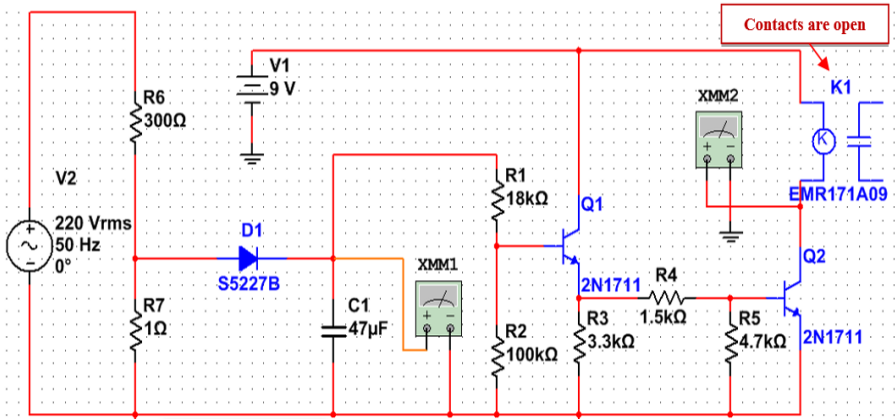 Contacts are open
V1
9 V
K1
XMM2
R6
300Ω
R1
18kΩ
V2
Q1
EMR171A09
220 Vrms
50 Hz
0°
D1
S5227B
XMM1
Q2
2N1711
R4
1.5kΩ
R7
1Ω
C1
47µF
R2
100kΩ
R3
3.3kΩ
R5
4.7kΩ
2N1711
K
+
-
+
-
+
-
+
-